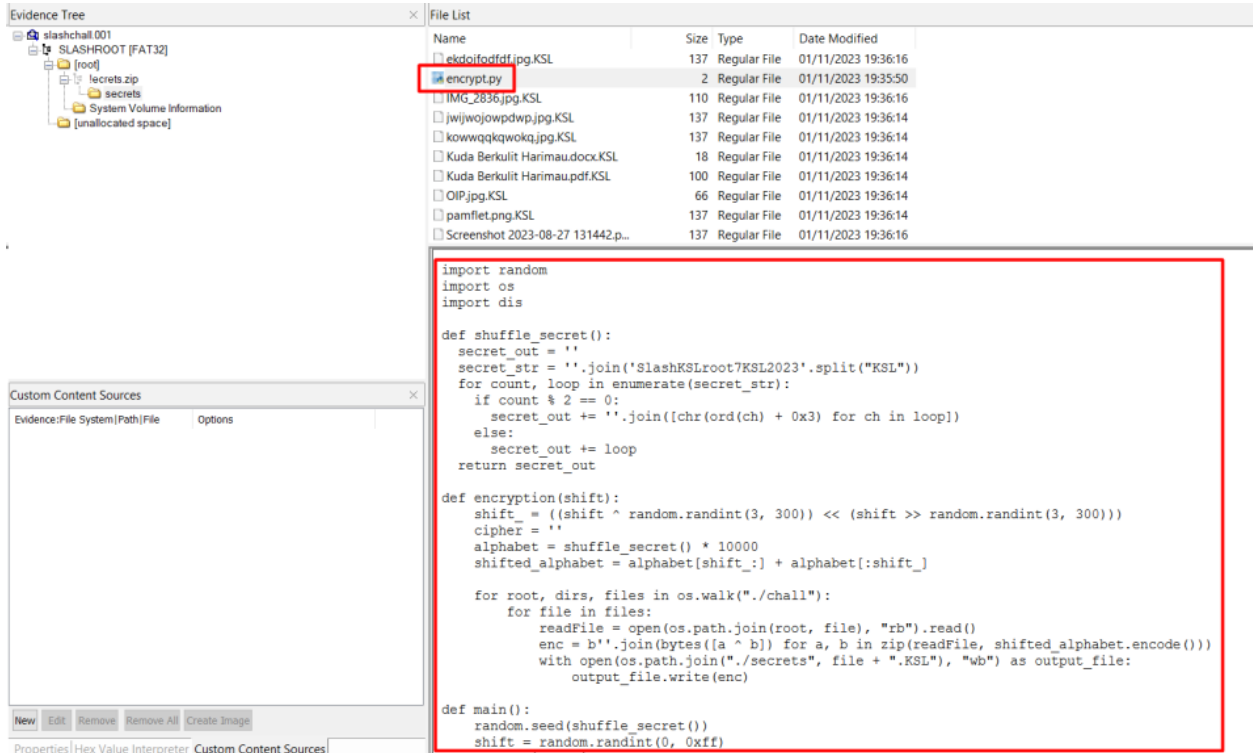 Evidence Tree
slashchall.001
SLASHROOT [FAT32]
[root]
!ecrets.zip
secrets
System Volume Information
[unallocated space]
File List
Name Size Type Date Modified
ekdoifodfdf.jpg.KSL 137 Regular File 01/11/2023 19:36:16
encrypt.py 2 Regular File 01/11/2023 19:35:50
IMG_2836.jpg.KSL 110 Regular File 01/11/2023 19:36:16
jwijwojowpdwp.jpg.KSL 137 Regular File 01/11/2023 19:36:14
kowwqqkqwokq.jpg.KSL 137 Regular File 01/11/2023 19:36:14
Kuda Berkulit Harimau.docx.KSL 18 Regular File 01/11/2023 19:36:14
Kuda Berkulit Harimau.pdf.KSL 100 Regular File 01/11/2023 19:36:14
OIP.jpg.KSL 66 Regular File 01/11/2023 19:36:14
pamflet.png.KSL 137 Regular File 01/11/2023 19:36:14
Screenshot 2023-08-27 131442.p... 137 Regular File 01/11/2023 19:36:16
import random
import os
import dis
def shuffle_secret():
secret_out = ''
secret_str = ''.join('SlashKSLroot7KSL2023'.split("KSL"))
for count, loop in enumerate(secret_str):
if count % 2 == 0:
secret_out += ''.join([chr(ord(ch) + 0x3) for ch in loop])
else:
secret_out += loop
return secret_out
def encryption(shift):
shift_ = ((shift ^ random.randint(3, 300)) << (shift >> random.randint(3, 300)))
cipher = ''
alphabet = shuffle_secret() * 10000
shifted_alphabet = alphabet[shift_:] + alphabet[:shift_]
for root, dirs, files in os.walk("./chall"):
for file in files:
readFile = open(os.path.join(root, file), "rb").read()
enc = b''.join(bytes([a ^ b]) for a, b in zip(readFile, shifted_alphabet.encode()))
with open(os.path.join("./secrets", file + ".KSL"), "wb") as output_file:
output_file.write(enc)
def main():
random.seed(shuffle_secret())
shift = random.randint(0, 0xff)
Custom Content Sources
Evidence:File System|Path|File Options
New Edit Remove Remove All Create Image
Properties Hex Value Interpreter Custom Content Sources